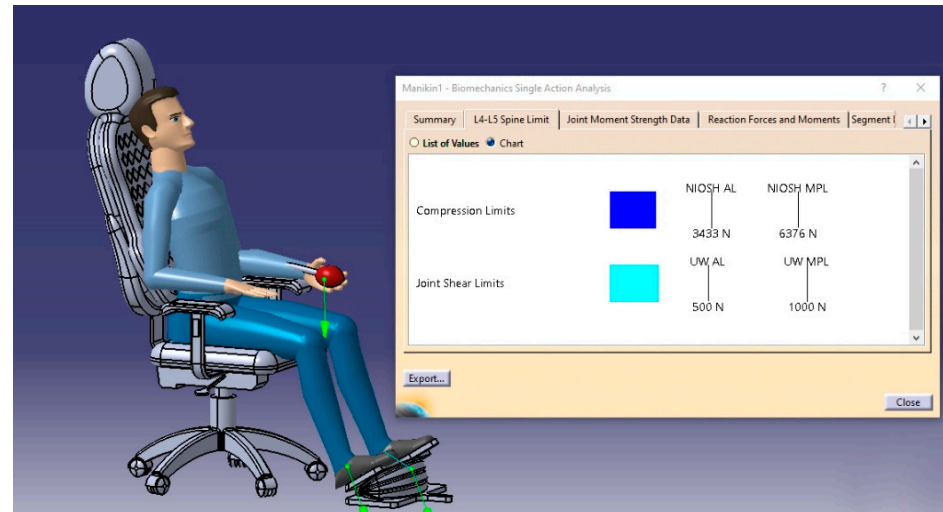 Manikin1 - Biomechanics Single Action Analysis
? X
Summary L4-L5 Spine Limit Joint Moment Strength Data Reaction Forces and Moments Segment
List of Values Chart
NIOSH AL NIOSH MPL
Compression Limits
3433 N 6376 N
UW AL UW MPL
Joint Shear Limits
500 N 1000 N
Export...
Close